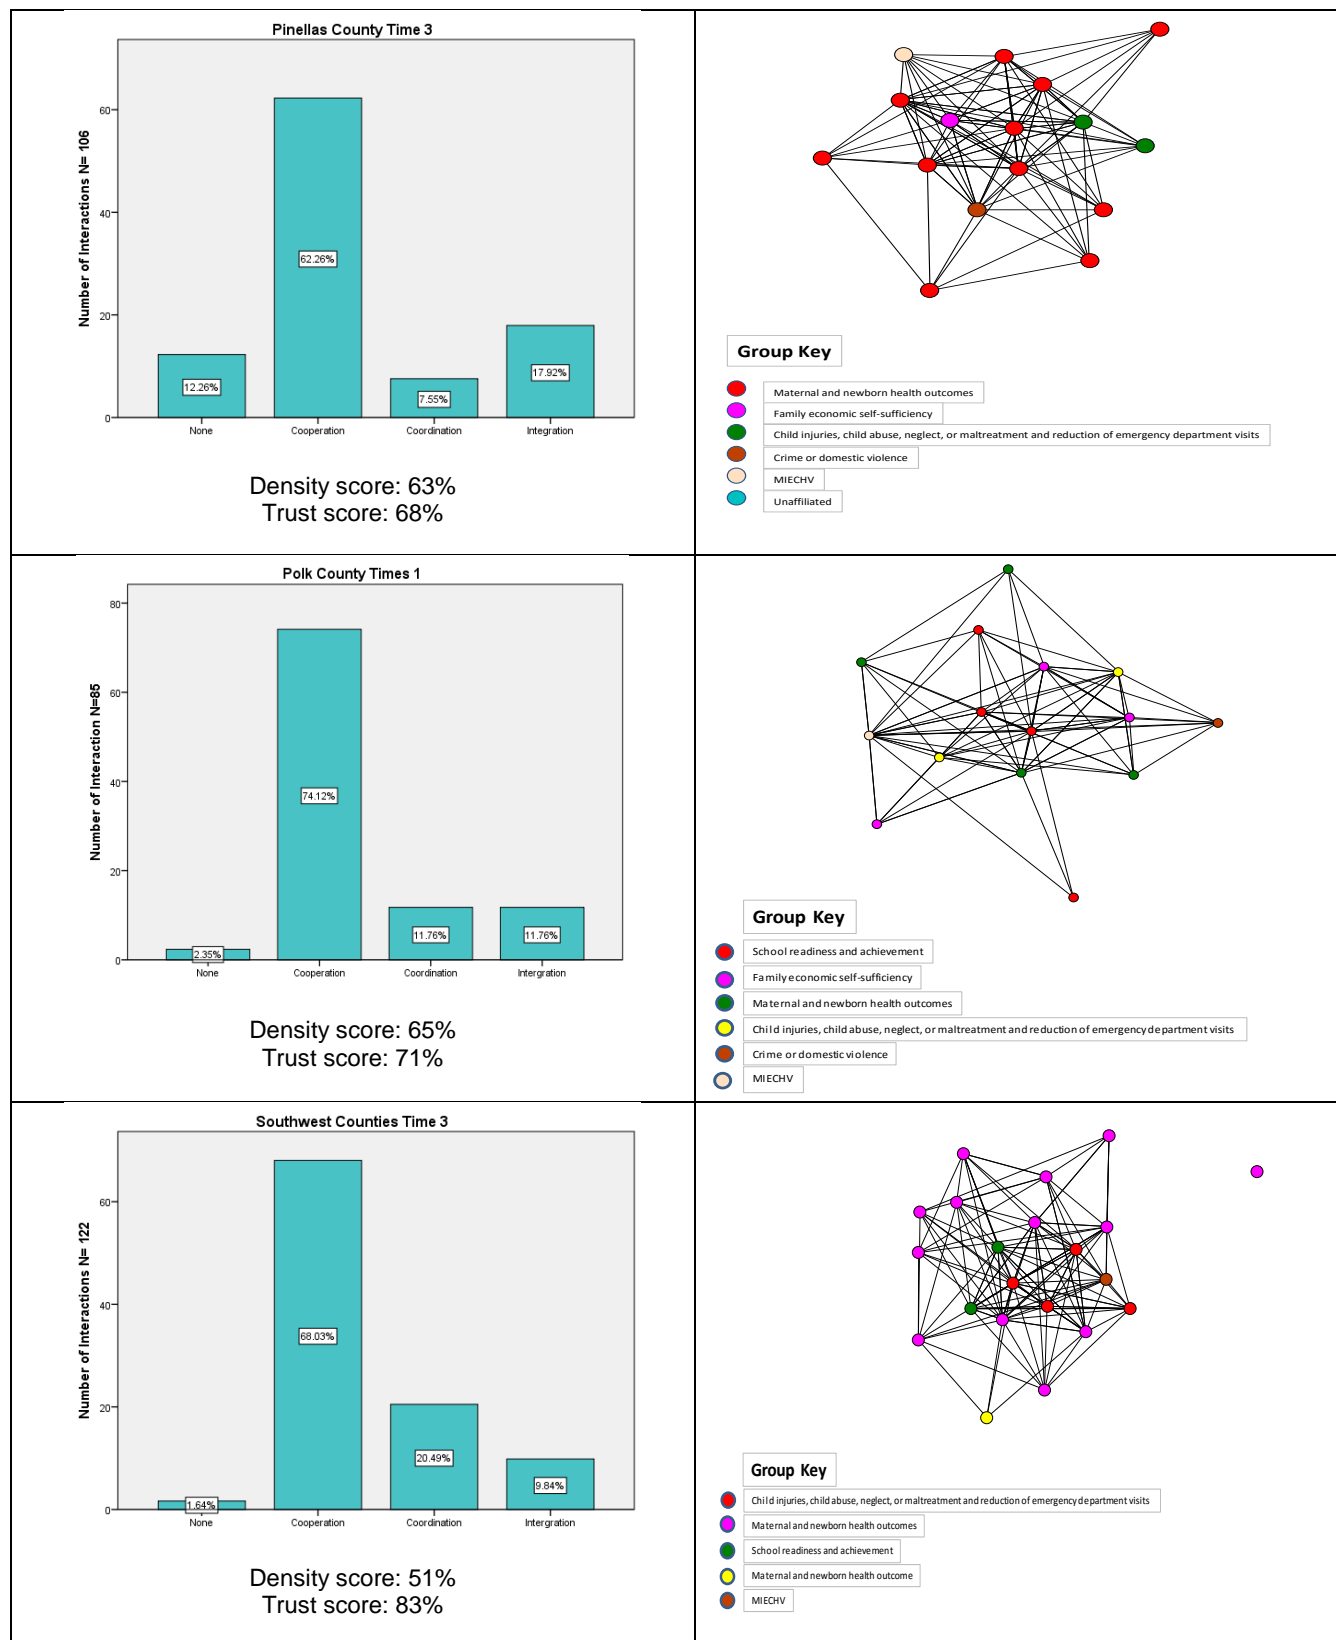 Pinellas County Time 3
Number of Interactions N= 106
60
40
20
0
62.26%
12.26%
7.55%
17.92%
None
Cooperation
Coordination
Integration
Density score: 63%
Trust score: 68%
Group Key
Maternal and newborn health outcomes
Family economic self-sufficiency
Child injuries, child abuse, neglect, or maltreatment and reduction of emergency department visits
Crime or domestic violence
MIECHV
Unaffiliated
Polk County Times 1
Number of Interaction N=85
80
60
40
20
0
74.12%
2.35%
11.76%
11.76%
None
Cooperation
Coordination
Intergration
Density score: 65%
Trust score: 71%
Group Key
School readiness and achievement
Family economic self-sufficiency
Maternal and newborn health outcomes
Child injuries, child abuse, neglect, or maltreatment and reduction of emergency department visits
Crime or domestic violence
MIECHV
Southwest Counties Time 3
Number of Interactions N= 122
60
40
20
0
68.03%
1.64%
20.49%
9.84%
None
Cooperation
Coordination
Intergration
Density score: 51%
Trust score: 83%
Group Key
Child injuries, child abuse, neglect, or maltreatment and reduction of emergency department visits
Maternal and newborn health outcomes
School readiness and achievement
Maternal and newborn health outcome
MIECHV